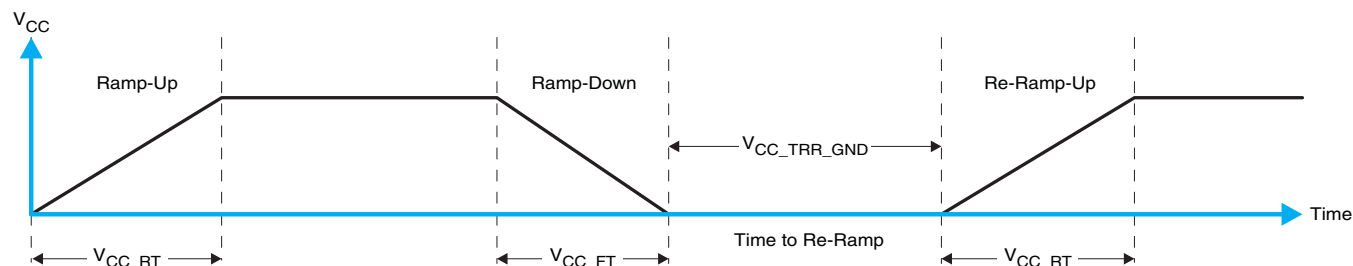 VCC
Ramp-Up
Ramp-Down
Re-Ramp-Up
VCC_TRR_GND
Time
Time to Re-Ramp
VCC_RT
VCC_FT
VCC_RT